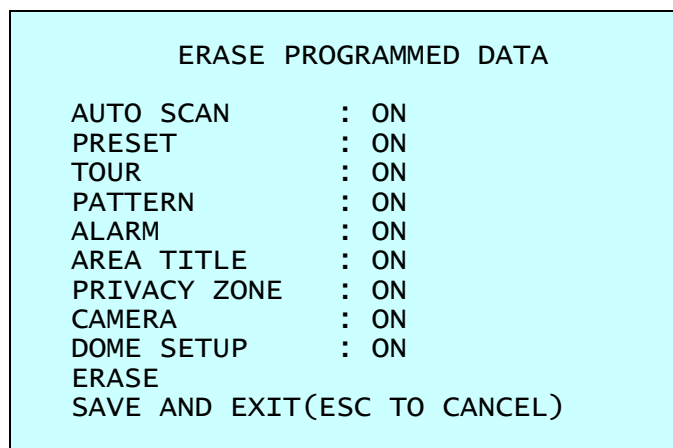 ERASE PROGRAMMED DATA
AUTO SCAN : ON
PRESET : ON
TOUR : ON
PATTERN : ON
ALARM : ON
AREA TITLE : ON
PRIVACY ZONE : ON
CAMERA : ON
DOME SETUP : ON
ERASE
SAVE AND EXIT(ESC TO CANCEL)